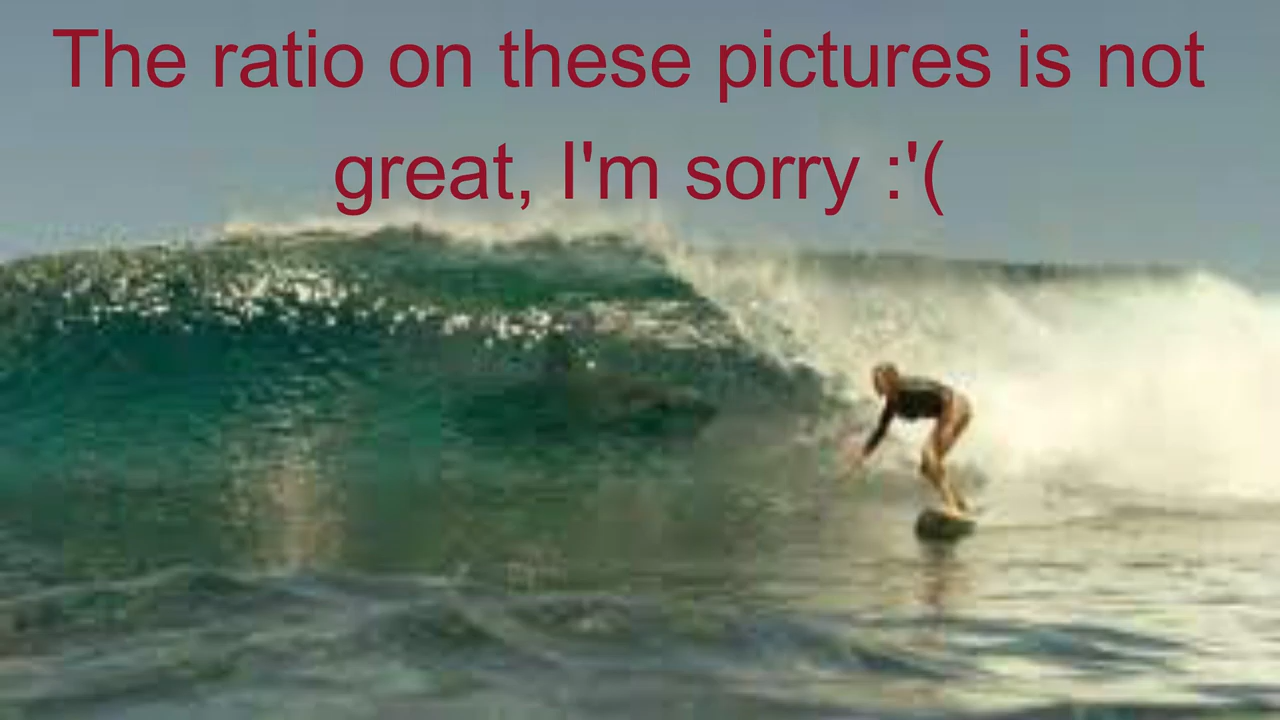 The ratio on these pictures is not
great, I'm sorry :'(